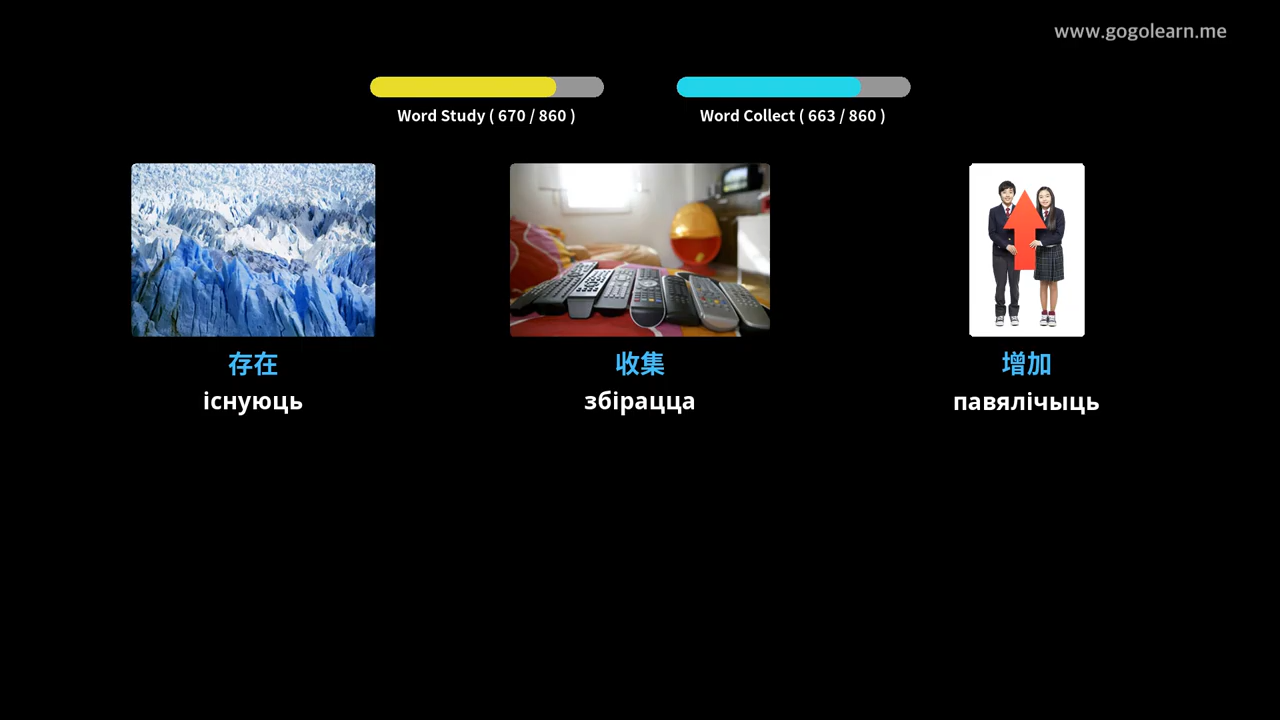 www.gogolearn.me
Word Study ( 670 / 860 )
Word Collect ( 663 / 860 )
存在
існуюць
收集
збірацца
增加
павялічыць